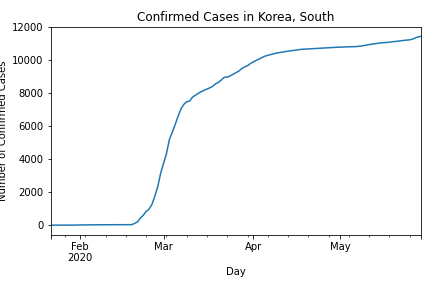 Confirmed Cases in Korea, South
12000
10000
8000
6000
4000
2000
0
Number of Confirmed Cases
Feb
2020
Mar
Apr
May
Day